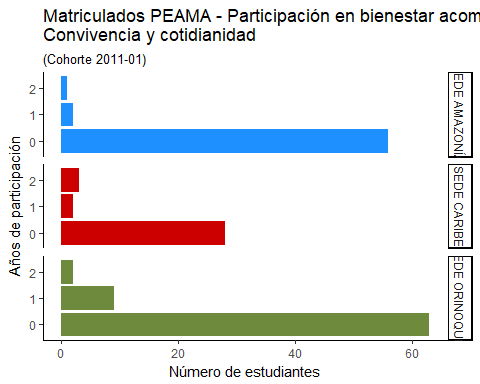 Matriculados PEAMA - Participación en bienestar acom
Convivencia y cotidianidad
(Cohorte 2011-01)
Años de participación
2
1
0
EDE AMAZONÍ
2
1
0
SEDE CARIBE
2
1
0
EDE ORINOQU
0
20
40
60
Número de estudiantes